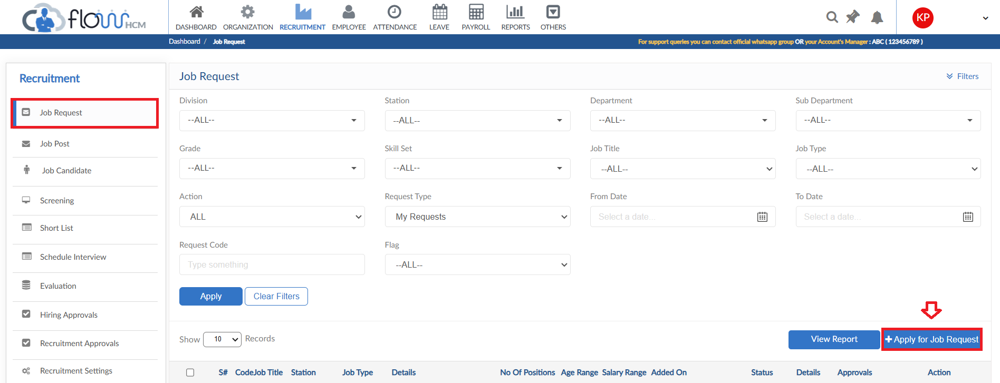 flowHCM
DASHBOARD ORGANIZATION RECRUITMENT EMPLOYEE ATTENDANCE LEAVE PAYROLL REPORTS OTHERS
KP
Dashboard / Job Request
For support queries you can contact official whatsapp group OR your Account's Manager : ABC ( 123456789 )
Recruitment
Job Request
Job Post
Job Candidate
Screening
Short List
Schedule Interview
Evaluation
Hiring Approvals
Recruitment Approvals
Recruitment Settings
Job Request
Filters
Division Station Department Sub Department
--ALL-- --ALL-- --ALL-- --ALL--
Grade Skill Set Job Title Job Type
--ALL-- --ALL-- --ALL-- --ALL--
Action Request Type From Date To Date
ALL My Requests Select a date... Select a date...
Request Code Flag
Type something --ALL--
Apply Clear Filters
Show 10 Records
View Report + Apply for Job Request
S# Code Job Title Station Job Type Details No Of Positions Age Range Salary Range Added On Status Details Approvals Action